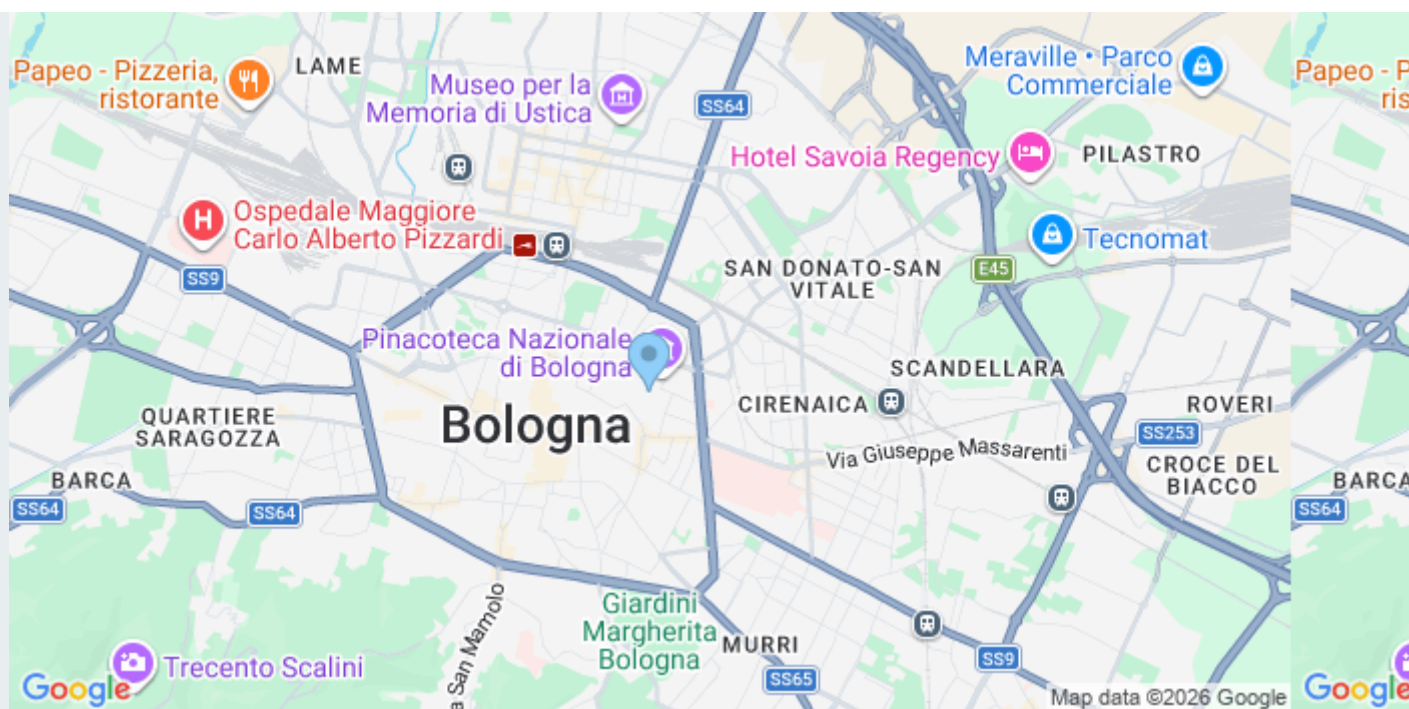 LAME
Papeo - Pizzeria,
ristorante
Museo per la
Memoria di Ustica
SS64
Meraville • Parco
Commerciale
Hotel Savoia Regency
PILASTRO
Ospedale Maggiore
Carlo Alberto Pizzardi
Tecnomat
SS9
SAN DONATO-SAN
VITALE
E45
Pinacoteca Nazionale
di Bologna
SCANDELLARA
QUARTIERE
SARAGOZZA
Bologna
CIRENAICA
ROVERI
SS253
Via Giuseppe Massarenti
CROCE DEL
BIACCO
BARCA
SS64
SS64
Giardini
Margherita
Bologna
MURRI
SS9
SS65
a San Mamolo
Trecento Scalini
Google
Map data ©2026 Google
Papeo - P
ris
BARCA
SS64
Google